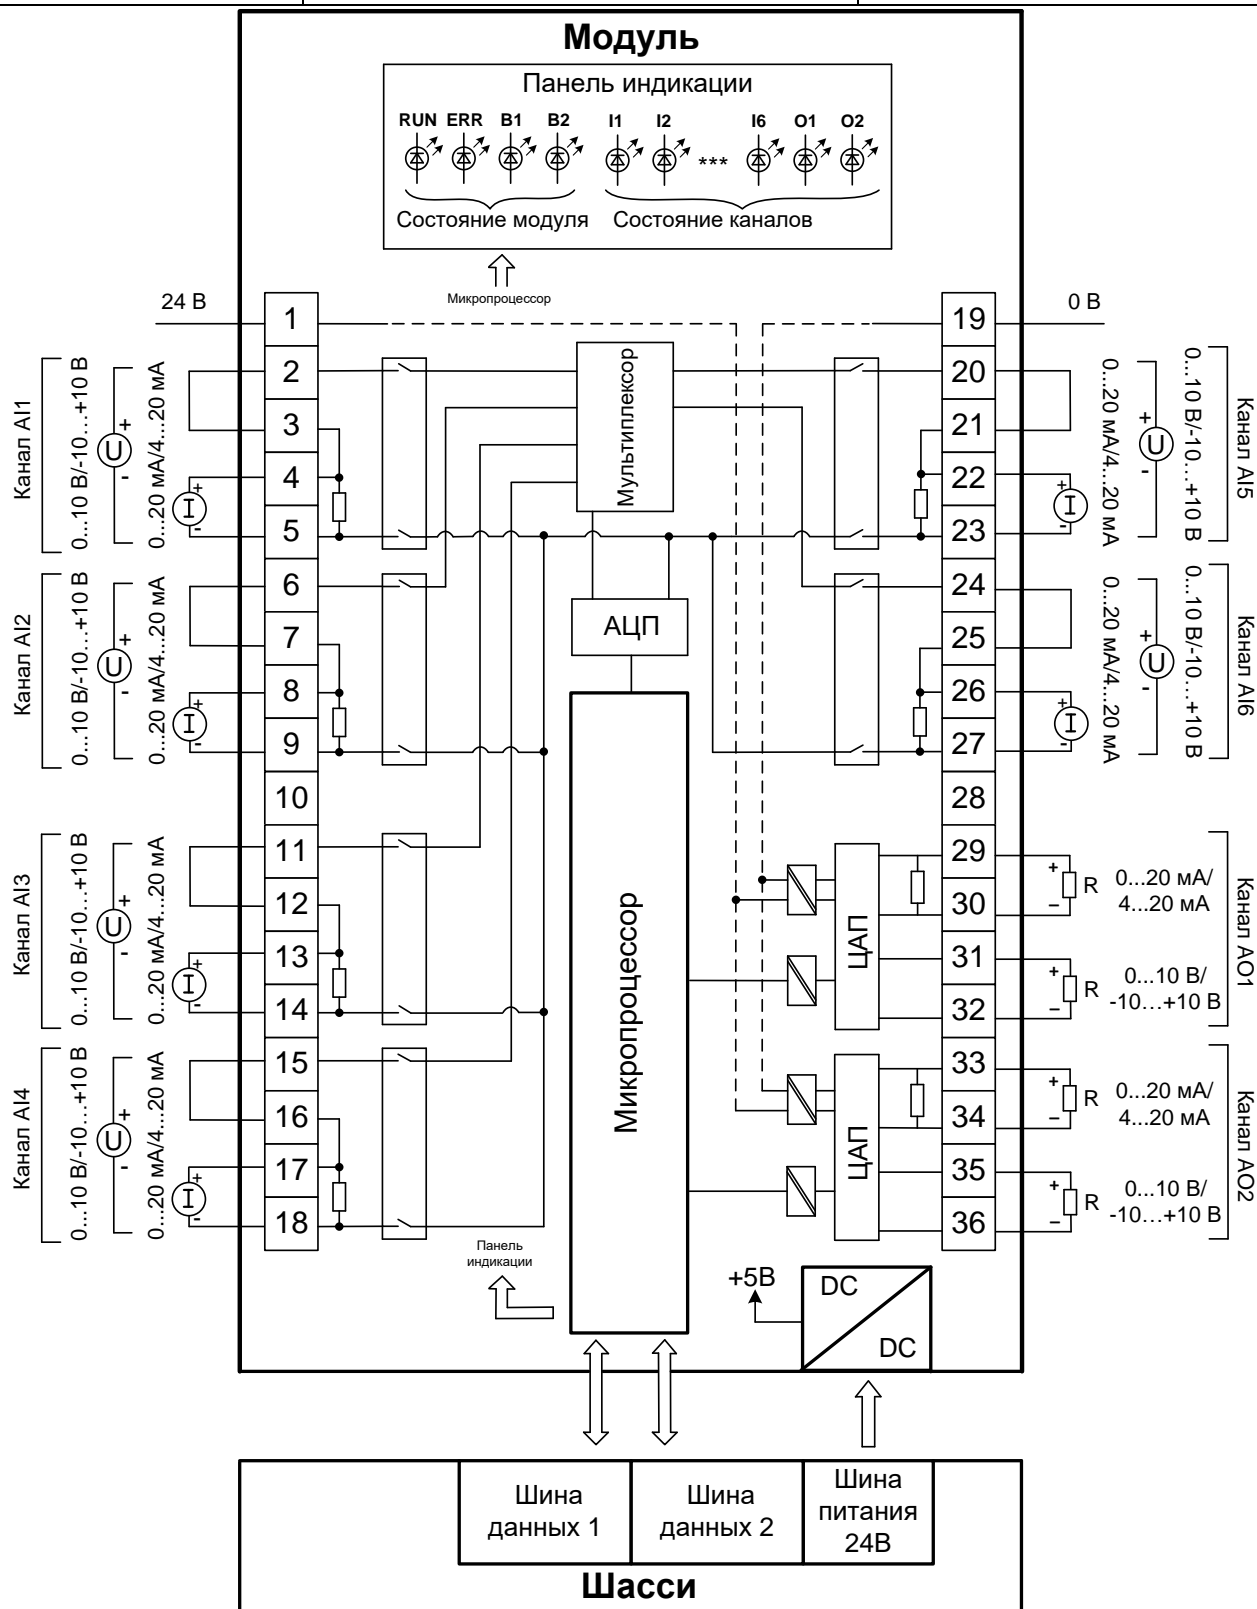 Модуль
Панель индикации
RUN ERR B1 B2 I1 I2 *** I6 O1 O2
Состояние модуля Состояние каналов
Микропроцессор
24 В
0 В
1
2
3
4
5
6
7
8
9
10
11
12
13
14
15
16
17
18
19
20
21
22
23
24
25
26
27
28
29
30
31
32
33
34
35
36
Канал AI1
0...10 В/-10...+10 В
+
U
-
0...20 мА/4...20 мА
+
I
-
Канал AI2
0...10 В/-10...+10 В
+
U
-
0...20 мА/4...20 мА
+
I
-
Канал AI3
0...10 В/-10...+10 В
+
U
-
0...20 мА/4...20 мА
+
I
-
Канал AI4
0...10 В/-10...+10 В
+
U
-
0...20 мА/4...20 мА
+
I
-
Мультиплексор
АЦП
Микропроцессор
ЦАП
ЦАП
+
I
-
0...20 мА/4...20 мА
+
U
-
0...10 В/-10...+10 В
Канал AI5
+
I
-
0...20 мА/4...20 мА
+
U
-
0...10 В/-10...+10 В
Канал AI6
+
–
R
0...20 мА/
4...20 мА
+
–
R
0...10 В/
-10...+10 В
Канал AO1
+
–
R
0...20 мА/
4...20 мА
+
–
R
0...10 В/
-10...+10 В
Канал AO2
Панель
индикации
+5В
DC
DC
Шина
данных 1
Шина
данных 2
Шина
питания
24В
Шасси